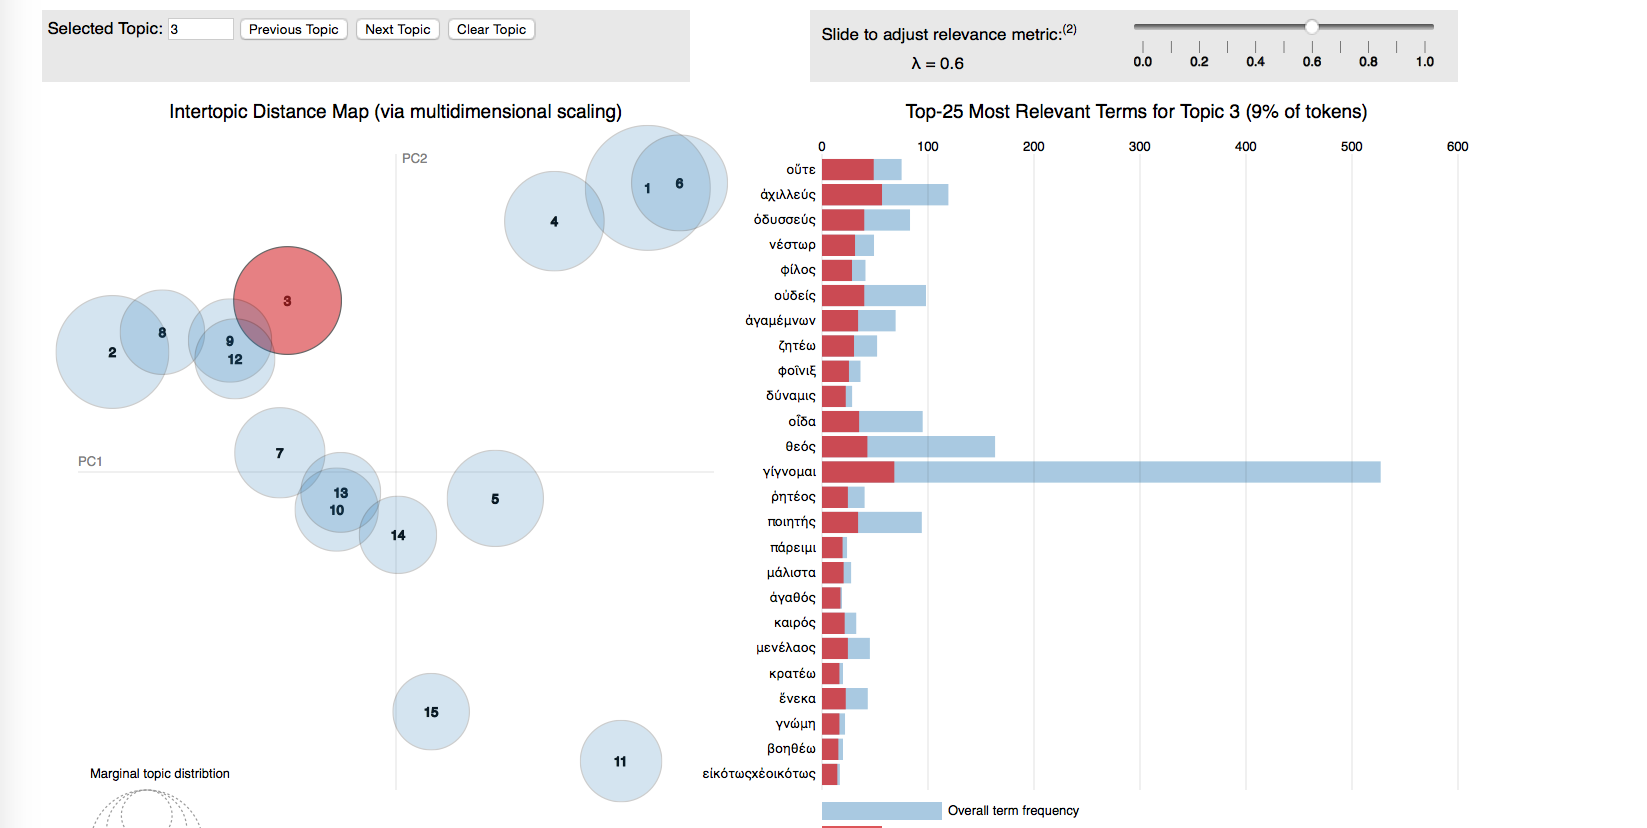 Selected Topic: 3 Previous Topic Next Topic Clear Topic
Slide to adjust relevance metric:(2)
λ = 0.6
0.0 0.2 0.4 0.6 0.8 1.0
Intertopic Distance Map (via multidimensional scaling)
PC2
PC1
1
6
4
3
8
2
9
12
7
13
10
5
14
15
11
Marginal topic distribtion
Top-25 Most Relevant Terms for Topic 3 (9% of tokens)
0 100 200 300 400 500 600
οὔτε
ἀχιλλεύς
ὀδυσσεύς
νέστωρ
φίλος
οὐδείς
ἀγαμέμνων
ζητέω
φοῖνιξ
δύναμις
οἶδα
θεός
γίγνομαι
ῥητέος
ποιητής
πάρειμι
μάλιστα
ἀγαθός
καιρός
μενέλαος
κρατέω
ἕνεκα
γνώμη
βοηθέω
εἰκότωςχἐοικότως
Overall term frequency